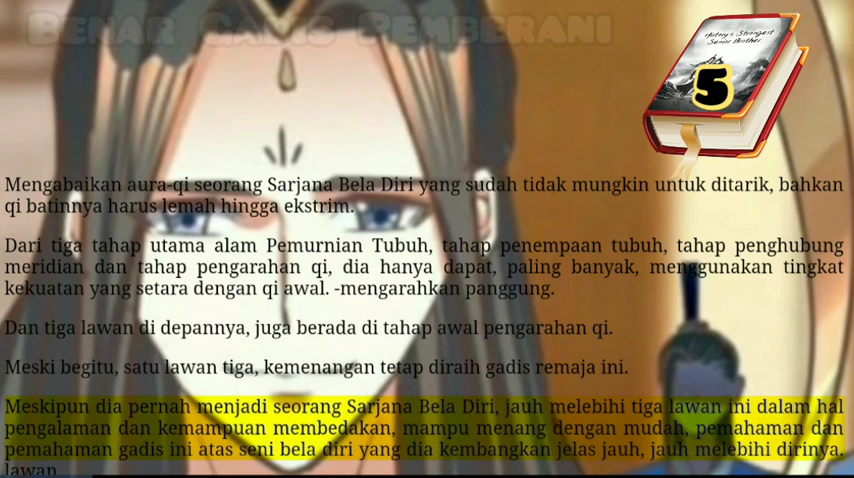 Benar Gadis Pemberani
History's Strongest
Senior Brother
5
Mengabaikan aura-qi seorang Sarjana Bela Diri yang sudah tidak mungkin untuk ditarik, bahkan
qi batinnya harus lemah hingga ekstrim.
Dari tiga tahap utama alam Pemurnian Tubuh, tahap penempaan tubuh, tahap penghubung
meridian dan tahap pengarahan qi, dia hanya dapat, paling banyak, menggunakan tingkat
kekuatan yang setara dengan qi awal. -mengarahkan panggung.
Dan tiga lawan di depannya, juga berada di tahap awal pengarahan qi.
Meski begitu, satu lawan tiga, kemenangan tetap diraih gadis remaja ini.
Meskipun dia pernah menjadi seorang Sarjana Bela Diri, jauh melebihi tiga lawan ini dalam hal
pengalaman dan kemampuan membedakan, mampu menang dengan mudah, pemahaman dan
pemahaman gadis ini atas seni bela diri yang dia kembangkan jelas jauh, jauh melebihi dirinya.
lawan